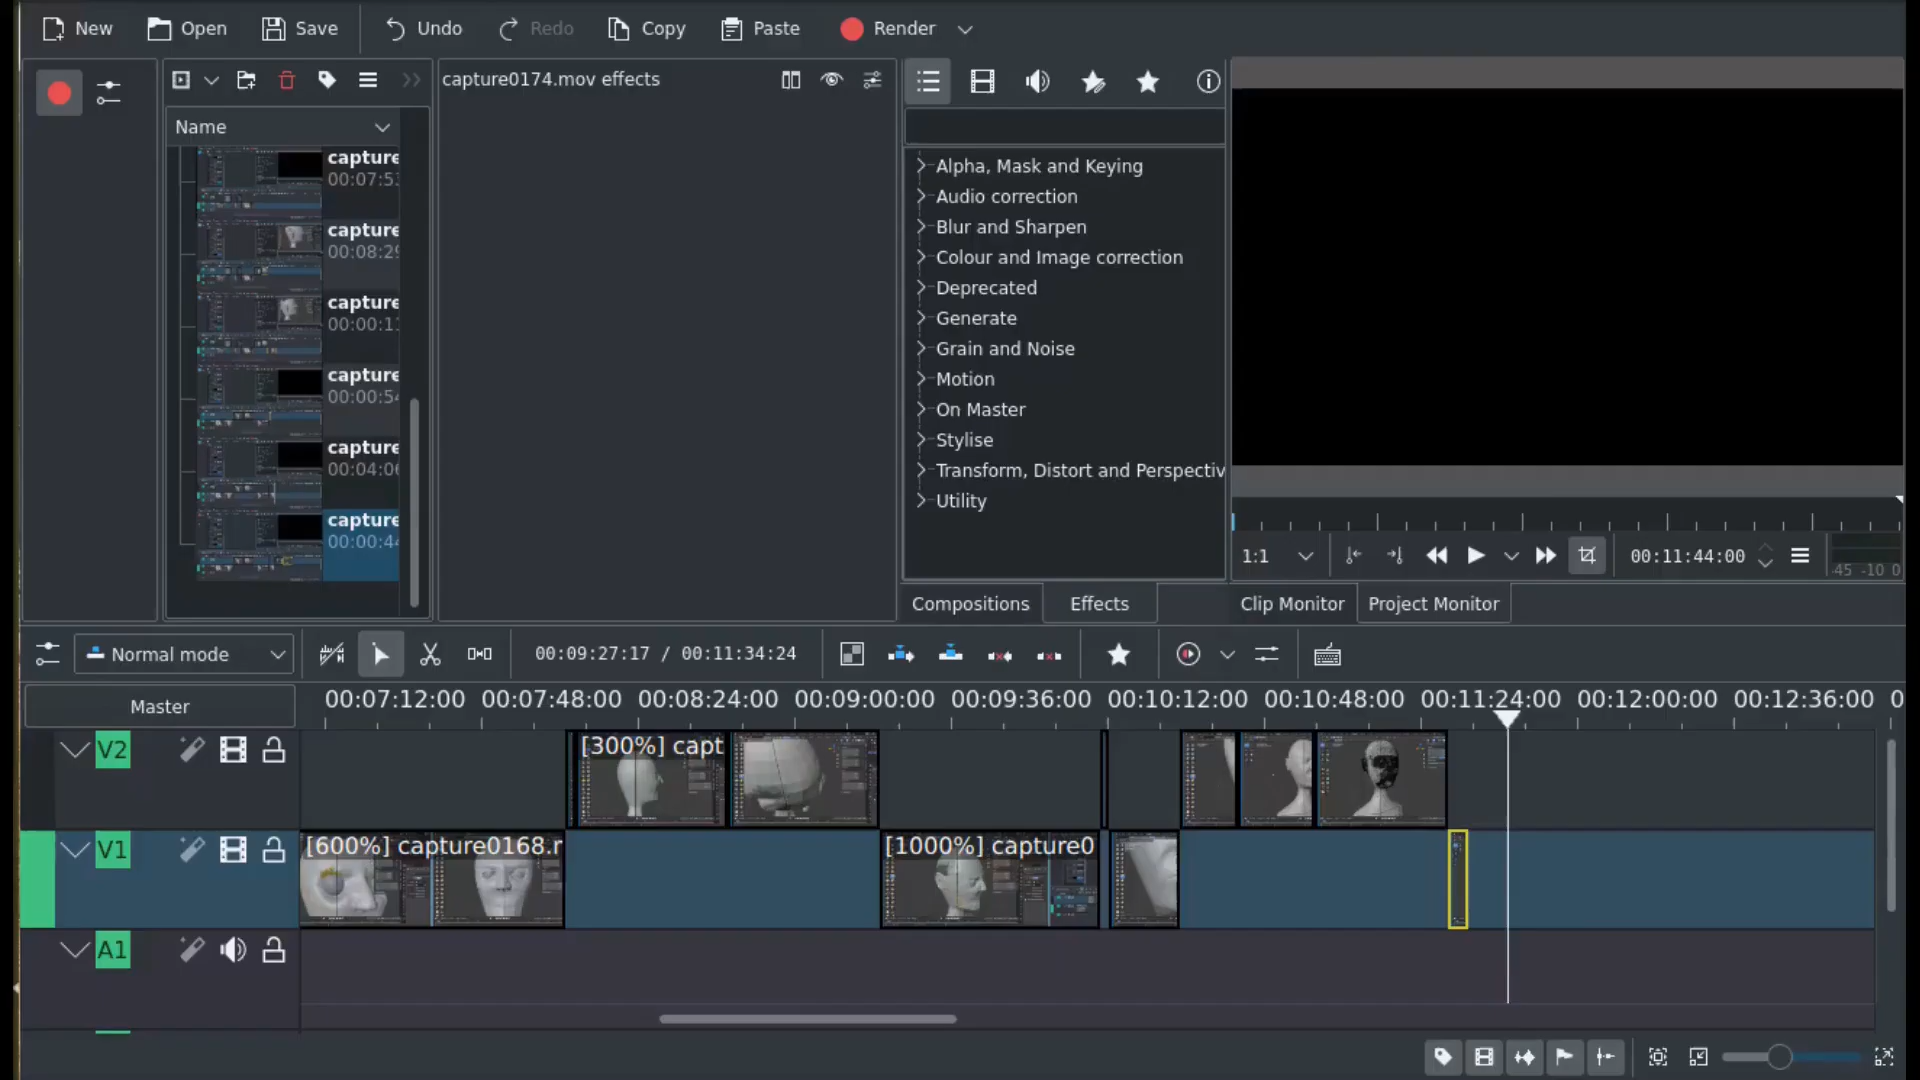 New Open Save Undo Redo Copy Paste Render
capture0174.mov effects
Name
capture
00:07:53
capture
00:08:29
capture
00:00:1
capture
00:00:54
capture
00:04:06
capture
00:00:44
Alpha, Mask and Keying
Audio correction
Blur and Sharpen
Colour and Image correction
Deprecated
Generate
Grain and Noise
Motion
On Master
Stylise
Transform, Distort and Perspectiv
Utility
1:1 00:11:44:00 -45 -10 0
Compositions Effects Clip Monitor Project Monitor
Normal mode 00:09:27:17 / 00:11:34:24
Master 00:07:12:00 00:07:48:00 00:08:24:00 00:09:00:00 00:09:36:00 00:10:12:00 00:10:48:00 00:11:24:00 00:12:00:00 00:12:36:00 0
V2 [300%] capt
V1 [600%] capture0168.r [1000%] capture0
A1